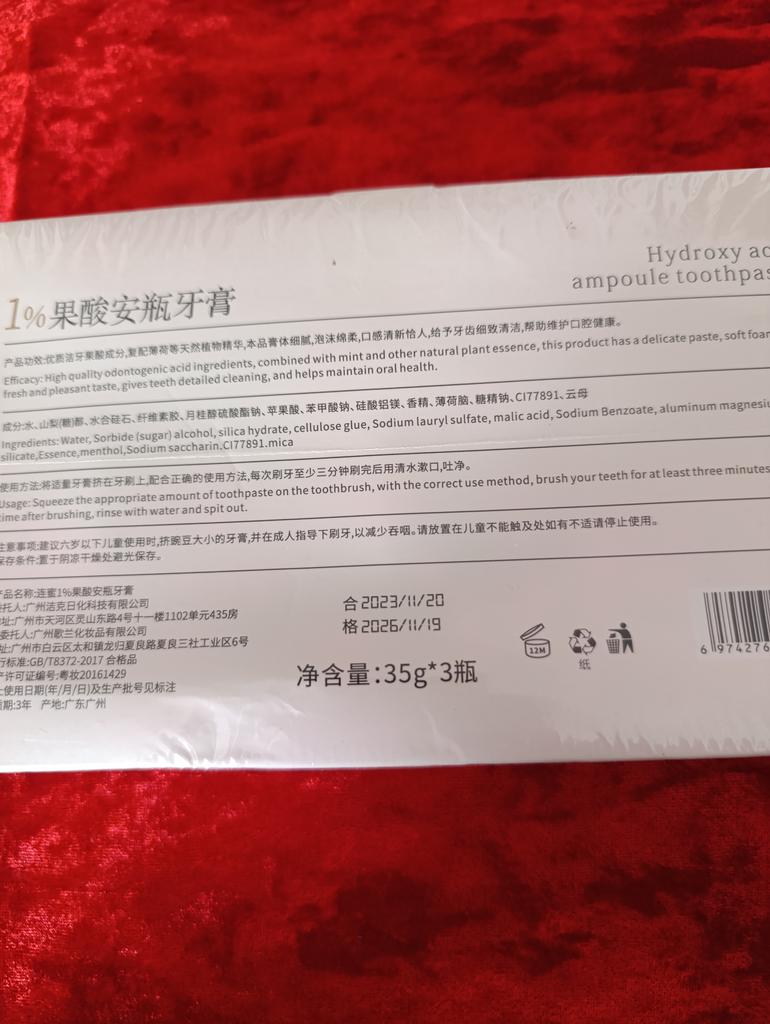 1%果酸安瓶牙膏
Hydroxy ac
ampoule toothpas
产品功效:优质洁牙果酸成分,复配薄荷等天然植物精华,本品膏体细腻,泡沫绵柔,口感清新怡人,给予牙齿细致清洁,帮助维护口腔健康。
Efficacy: High quality odontogenic acid ingredients, combined with mint and other natural plant essence, this product has a delicate paste, soft foam
fresh and pleasant taste, gives teeth detailed cleaning, and helps maintain oral health.
成分:水、山梨(糖)醇、水合硅石、纤维素胶、月桂醇硫酸酯钠、苹果酸、苯甲酸钠、硅酸铝镁、香精、薄荷脑、糖精钠、CI77891、云母
Ingredients: Water, Sorbide (sugar) alcohol, silica hydrate, cellulose glue, Sodium lauryl sulfate, malic acid, Sodium Benzoate, aluminum magnesiu
silicate,Essence,menthol,Sodium saccharin.CI77891.mica
使用方法:将适量牙膏挤在牙刷上,配合正确的使用方法,每次刷牙至少三分钟刷完后用清水漱口,吐净。
Usage: Squeeze the appropriate amount of toothpaste on the toothbrush, with the correct use method, brush your teeth for at least three minutes
time after brushing, rinse with water and spit out.
注意事项:建议六岁以下儿童使用时,挤豌豆大小的牙膏,并在成人指导下刷牙,以减少吞咽。请放置在儿童不能触及处如有不适请停止使用。
保存条件:置于阴凉干燥处避光保存。
产品名称:连蜜1%果酸安瓶牙膏
委托人:广州洁克日化科技有限公司
址:广州市天河区灵山东路4号十一楼1102单元435房
委托人:广州歌兰化妆品有限公司
址:广州市白云区太和镇龙归夏良路夏良三社工业区6号
行标准:GB/T8372-2017 合格品
产许可证编号:粤妆20161429
使用日期(年/月/日)及生产批号见标注
期:3年 产地:广东广州
合 2023/11/20
格 2026/11/19
净含量:35g*3瓶
12M
纸
6 974276